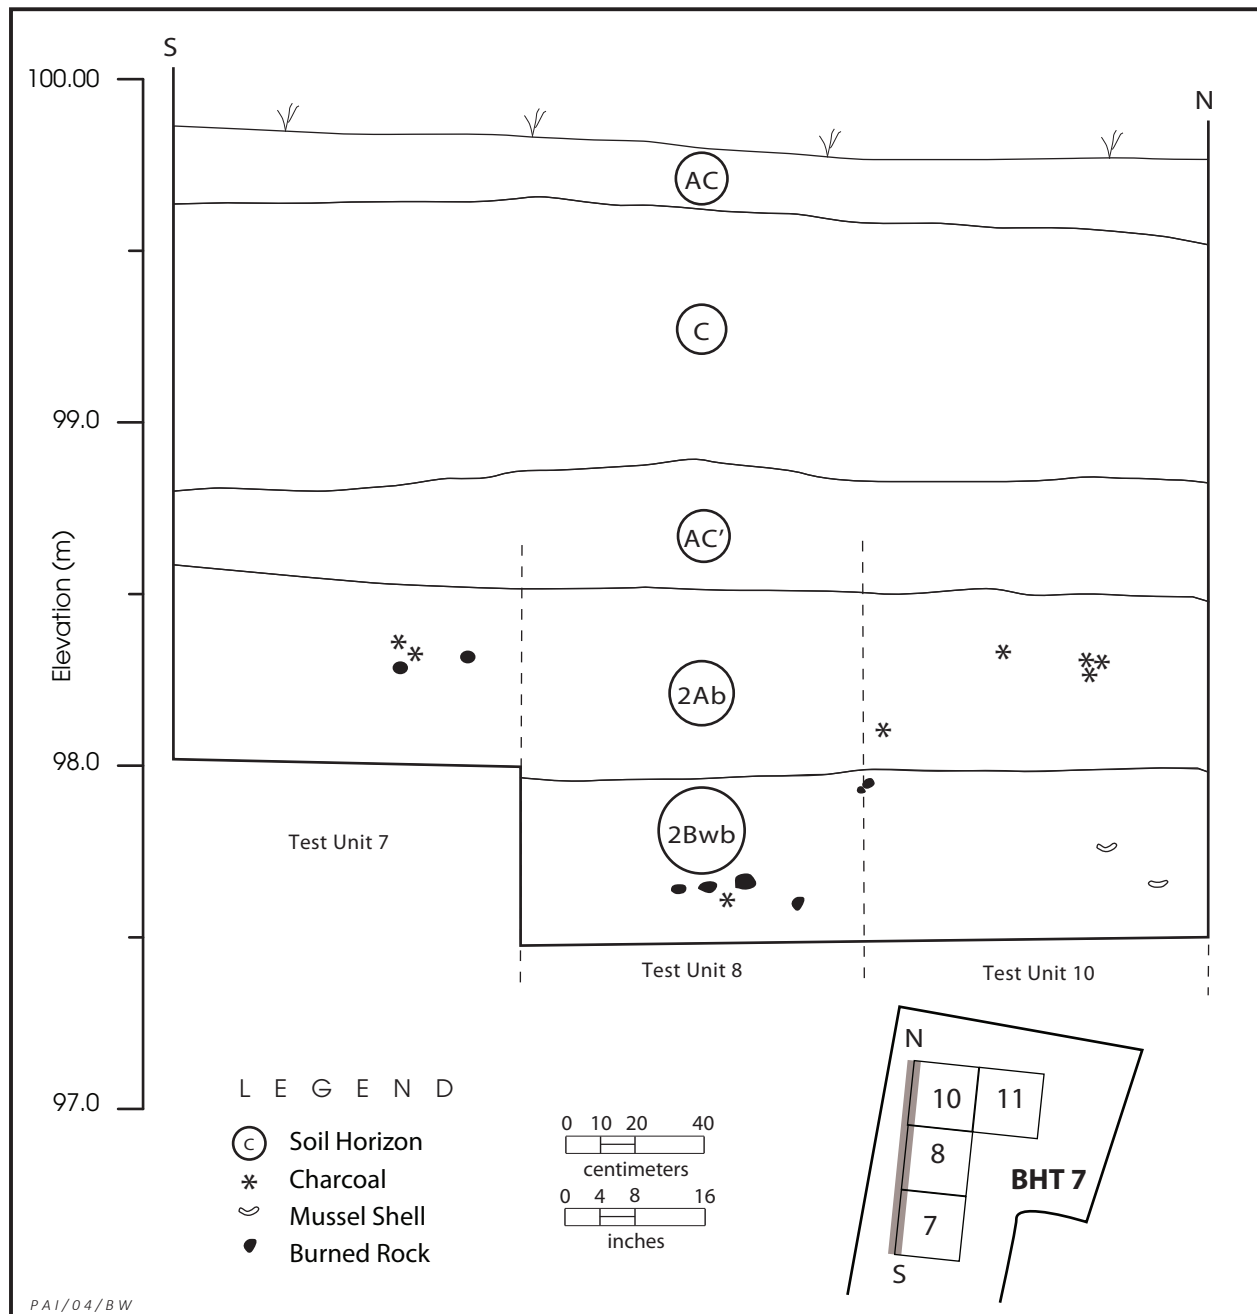 S
N
100.00
99.0
98.0
97.0
Elevation (m)
AC
C
AC′
2Ab
2Bwb
Test Unit 7
Test Unit 8
Test Unit 10
LEGEND
C Soil Horizon
Charcoal
Mussel Shell
Burned Rock
0 10 20 40
centimeters
0 4 8 16
inches
N
10 11
8
7
BHT 7
S
PAI/04/BW